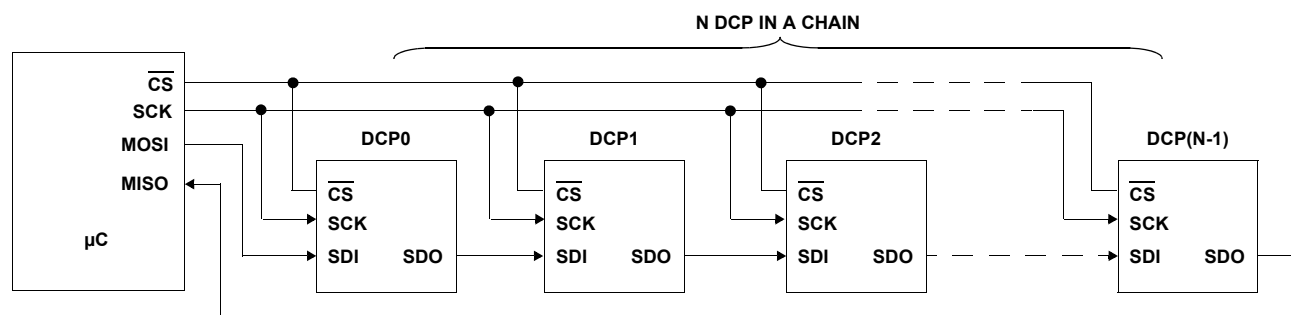 N DCP IN A CHAIN
CS
SCK
MOSI
MISO
µC
DCP0
CS
SCK
SDI SDO
DCP1
CS
SCK
SDI SDO
DCP2
CS
SCK
SDI SDO
DCP(N-1)
CS
SCK
SDI SDO